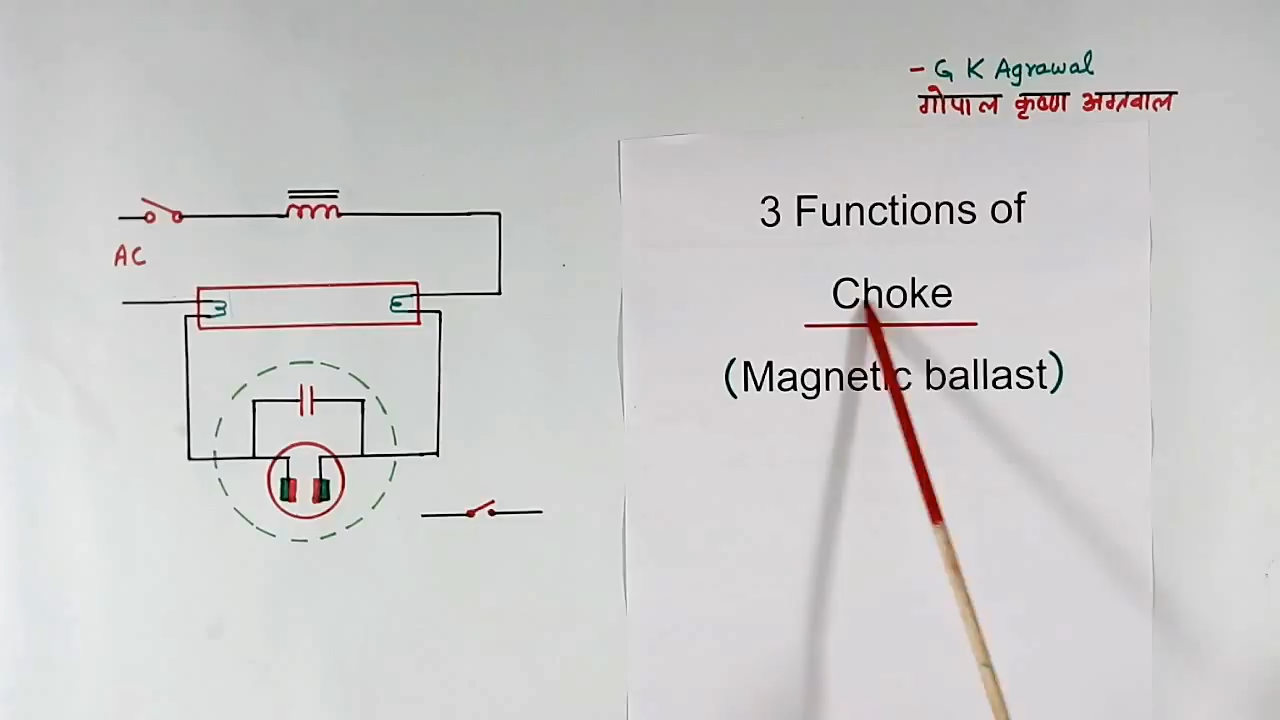 - G K Agrawal
गोपाल कृष्ण अग्रवाल
3 Functions of
Choke
(Magnetic ballast)
AC